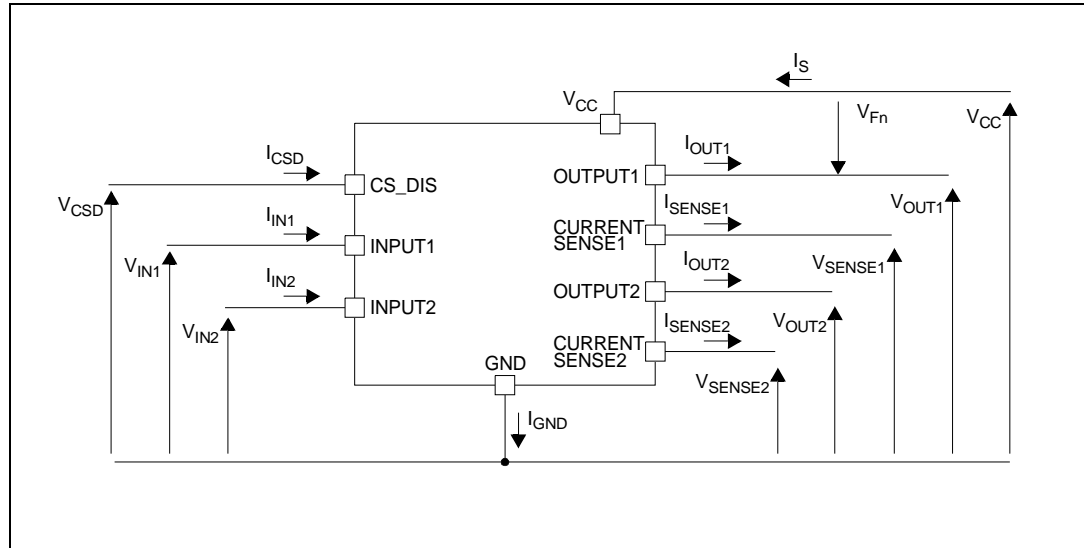 I_S
V_CC
V_Fn
V_CC
I_CSD
I_OUT1
CS_DIS
OUTPUT1
V_CSD
I_IN1
I_SENSE1
V_OUT1
INPUT1
CURRENT
SENSE1
V_IN1
I_IN2
I_OUT2
V_SENSE1
INPUT2
OUTPUT2
V_IN2
I_SENSE2
V_OUT2
CURRENT
SENSE2
GND
V_SENSE2
I_GND